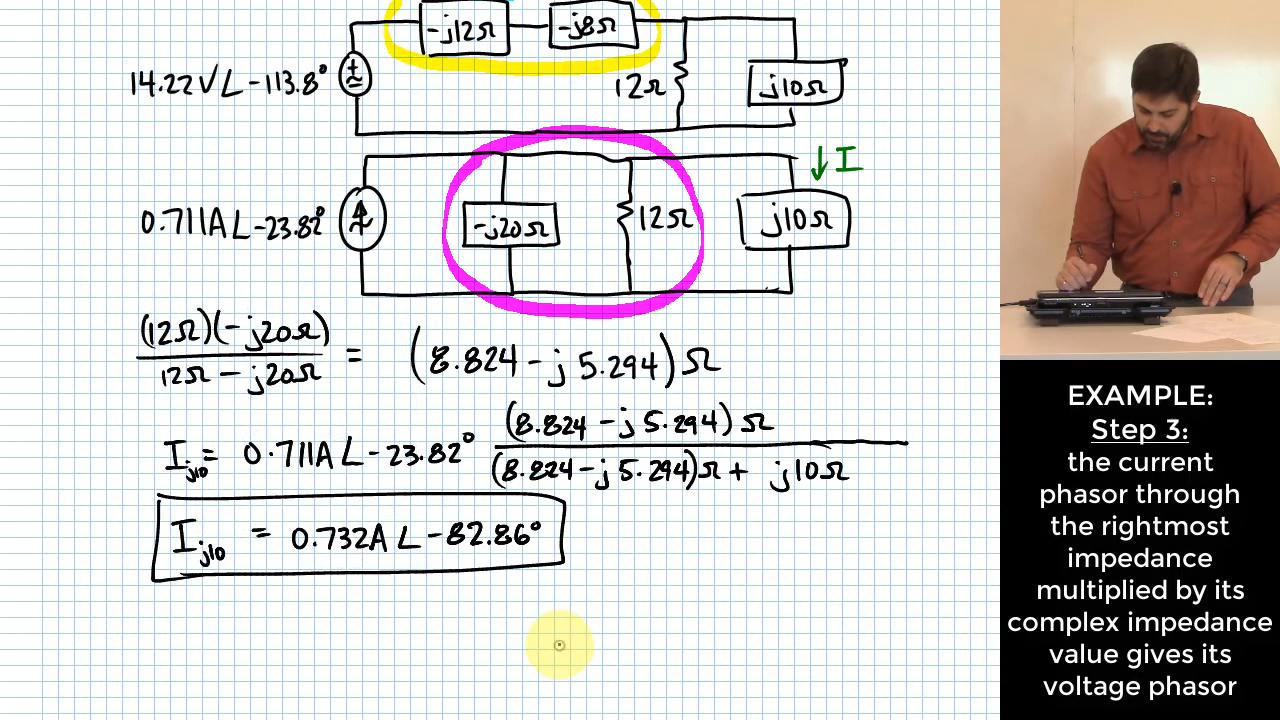 -j12Ω -j8Ω
14.22V∠-113.8° 12Ω j10Ω
↓I
0.711A∠-23.82° -j20Ω 12Ω j10Ω
(12Ω)(-j20Ω)
12Ω - j20Ω
= (8.824 - j5.294)Ω
I_j10 = 0.711A∠-23.82° (8.824 - j5.294)Ω
(8.824 - j5.294)Ω + j10Ω
I_j10 = 0.732A∠-82.86°
EXAMPLE:
Step 3:
the current
phasor through
the rightmost
impedance
multiplied by its
complex impedance
value gives its
voltage phasor